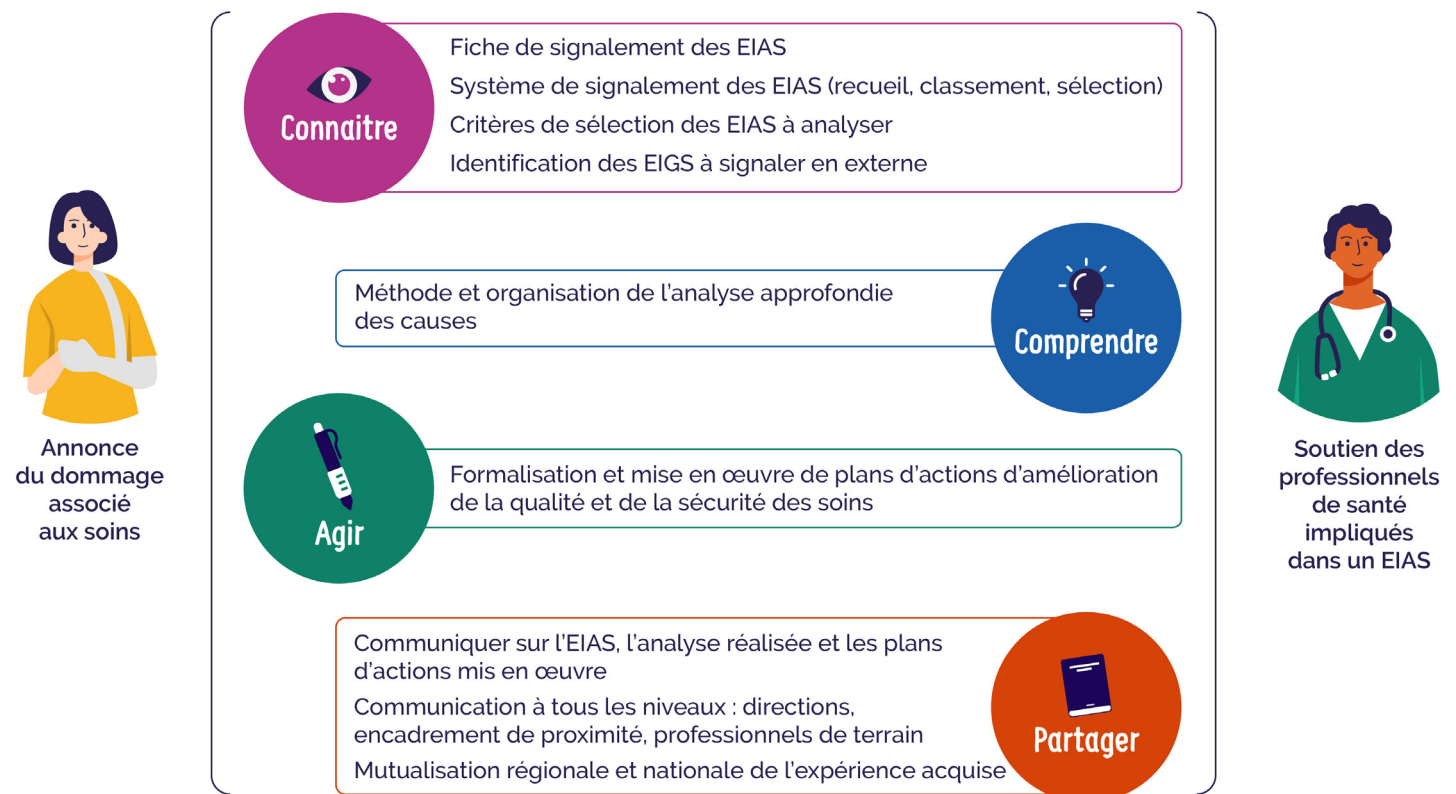 Connaitre
Fiche de signalement des EIAS
Système de signalement des EIAS (recueil, classement, sélection)
Critères de sélection des EIAS à analyser
Identification des EIGS à signaler en externe
Méthode et organisation de l'analyse approfondie
des causes
Comprendre
Annonce
du dommage
associé
aux soins
Agir
Formalisation et mise en œuvre de plans d'actions d'amélioration
de la qualité et de la sécurité des soins
Soutien des
professionnels
de santé
impliqués
dans un EIAS
Communiquer sur l'EIAS, l'analyse réalisée et les plans
d'actions mis en œuvre
Communication à tous les niveaux : directions,
encadrement de proximité, professionnels de terrain
Mutualisation régionale et nationale de l'expérience acquise
Partager